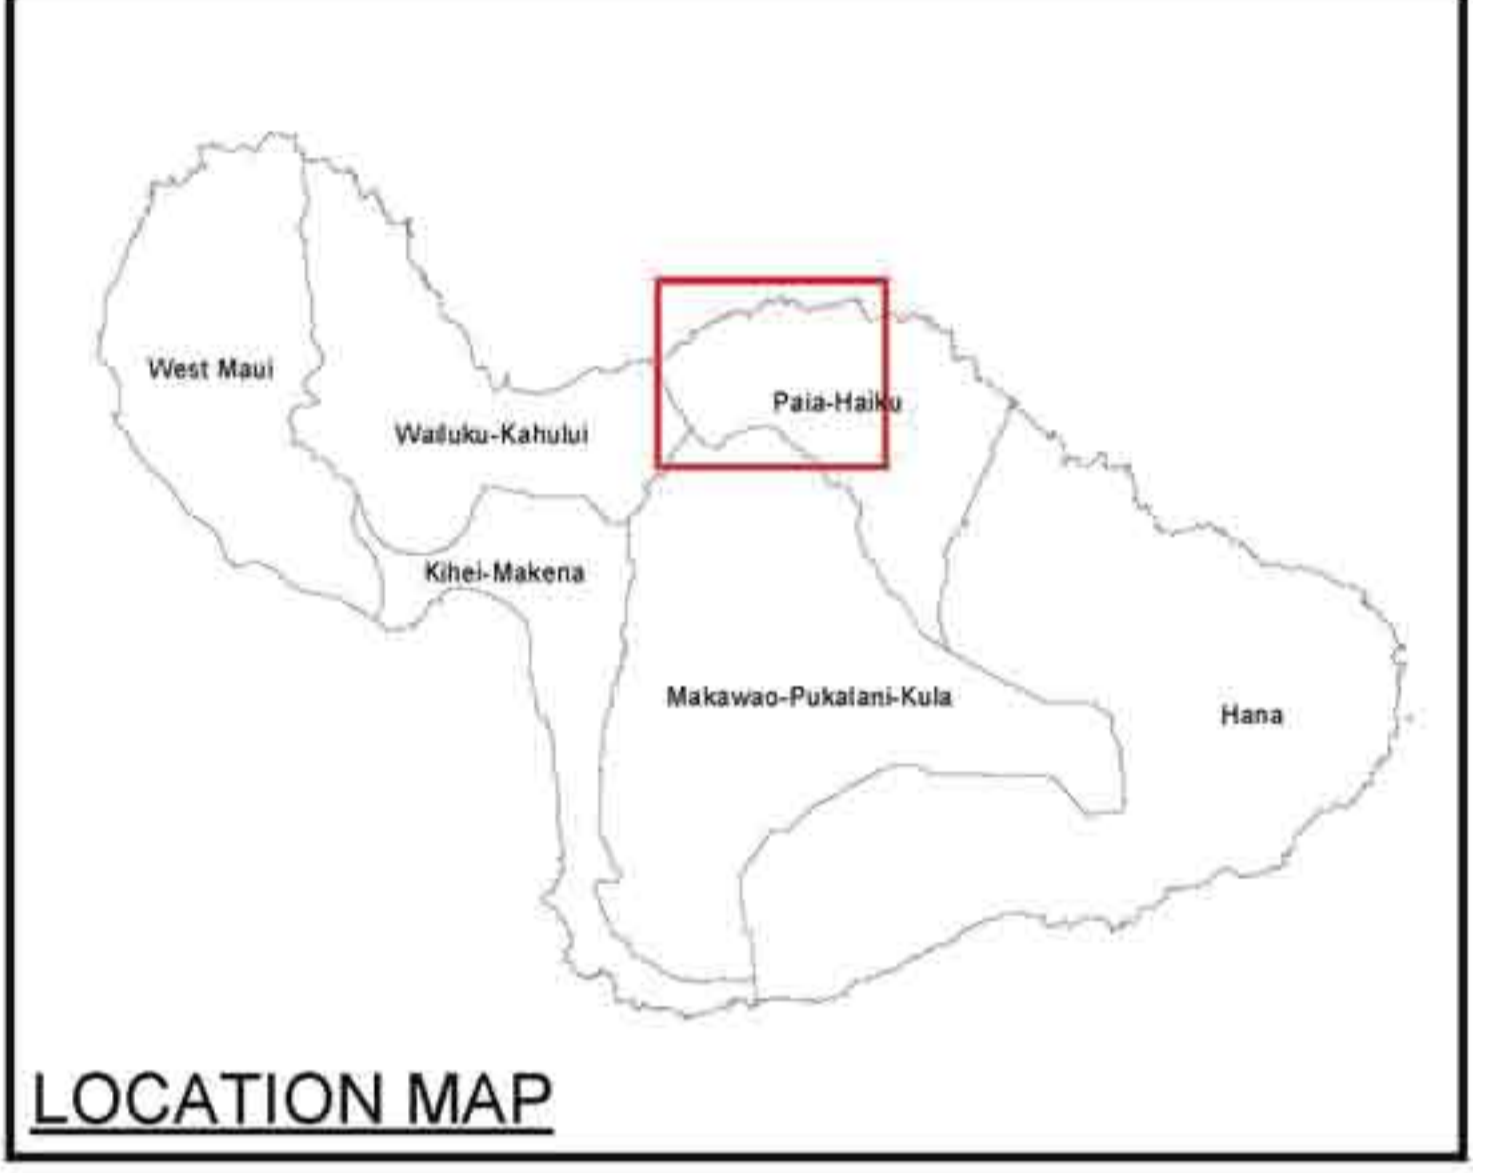 West Maui
Paia-Haiku
Wailuku-Kahului
Kihei-Makena
Makawao-Pukalani-Kula
Hana
LOCATION MAP